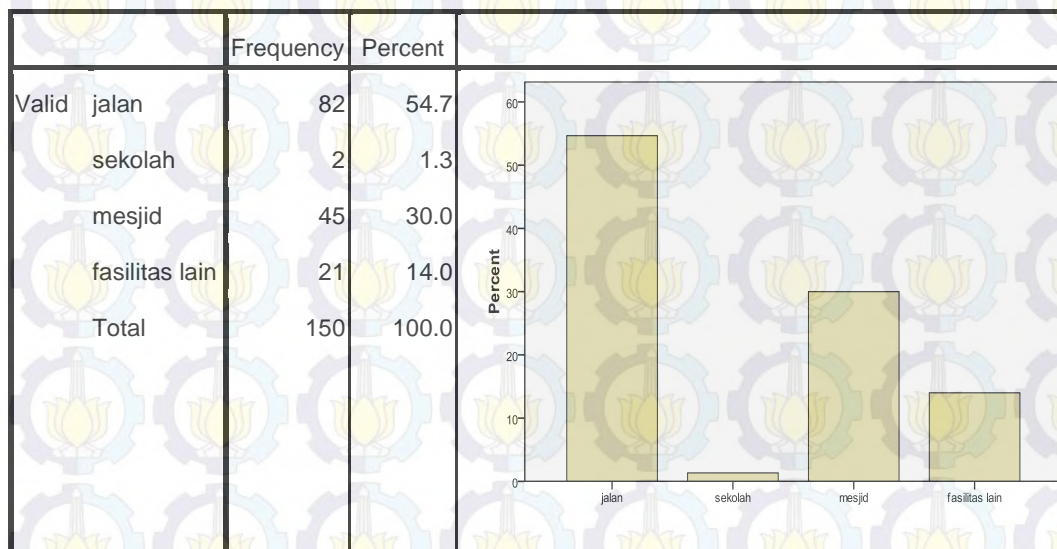 Frequency Percent
Valid jalan 82 54.7
sekolah 2 1.3
mesjid 45 30.0
fasilitas lain 21 14.0
Total 150 100.0
Percent
60
50
40
30
20
10
0
jalan sekolah mesjid fasilitas lain